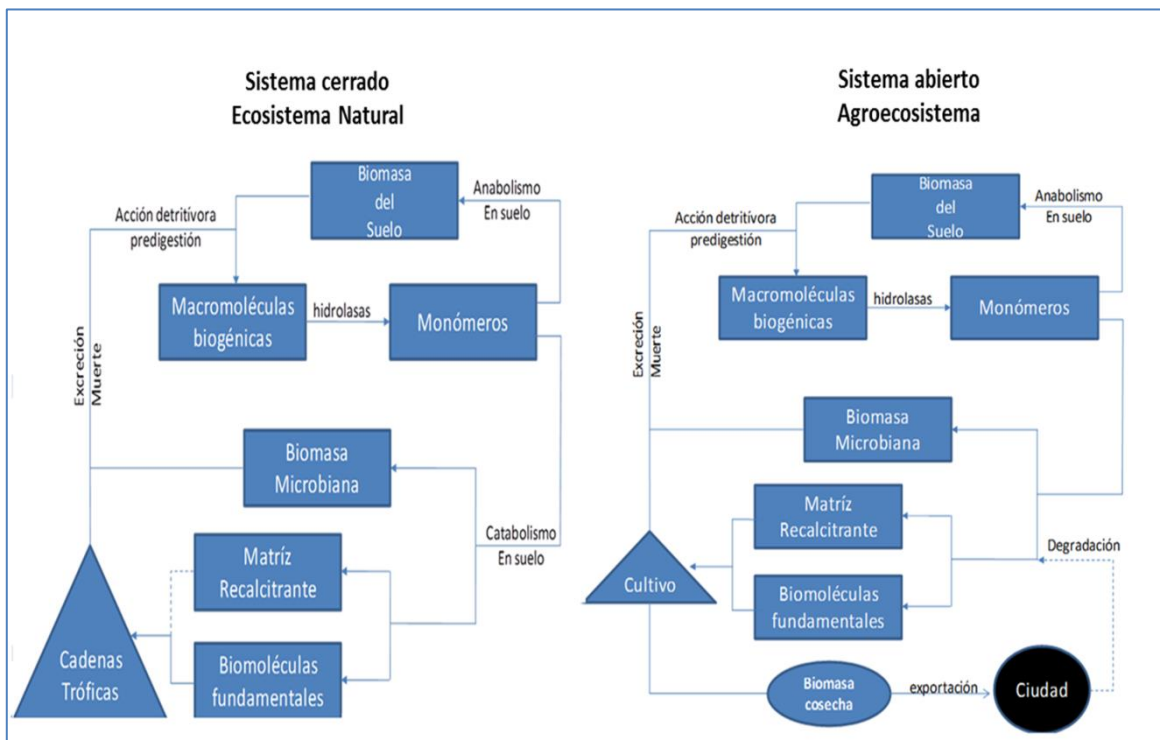 Sistema cerrado
Ecosistema Natural
Biomasa
del
Suelo
Anabolismo
En suelo
Acción detritívora
predigestión
Macromoléculas
biogénicas
hidrolasas
Monómeros
Excreción
Muerte
Biomasa
Microbiana
Catabolismo
En suelo
Matríz
Recalcitrante
Cadenas
Tróficas
Biomoléculas
fundamentales
Sistema abierto
Agroecosistema
Biomasa
del
Suelo
Anabolismo
En suelo
Acción detritívora
predigestión
Macromoléculas
biogénicas
hidrolasas
Monómeros
Excreción
Muerte
Biomasa
Microbiana
Matríz
Recalcitrante
Degradación
Cultivo
Biomoléculas
fundamentales
Biomasa
cosecha
exportación
Ciudad